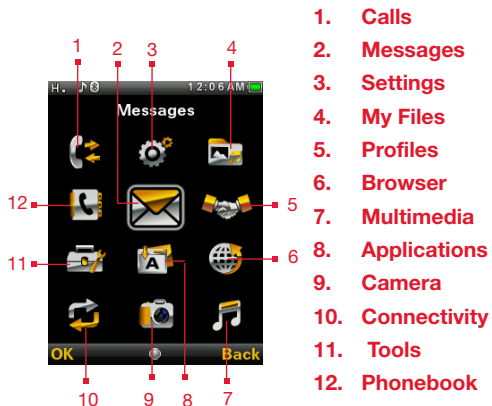 1 2 3 4
H. 12:06AM
Messages
12 5
A
11 6
OK Back
10 9 8 7
1. Calls
2. Messages
3. Settings
4. My Files
5. Profiles
6. Browser
7. Multimedia
8. Applications
9. Camera
10. Connectivity
11. Tools
12. Phonebook